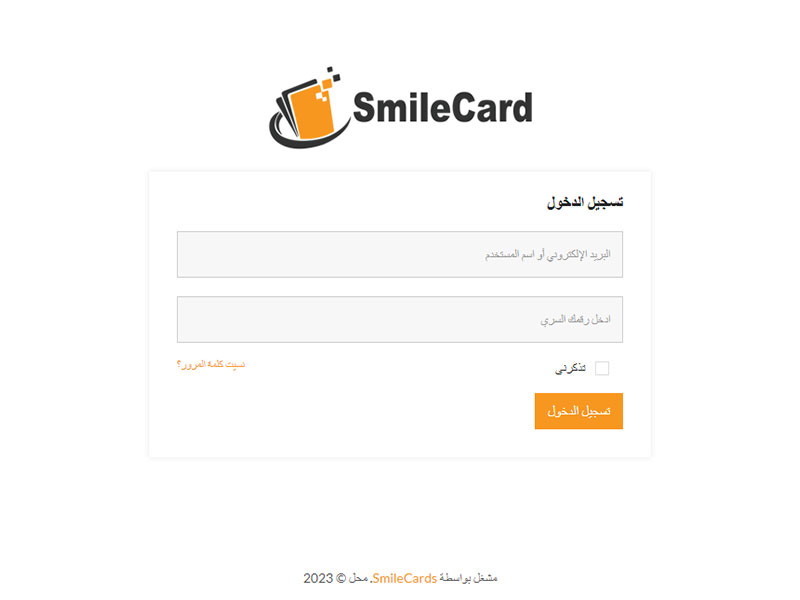 SmileCard
تسجيل الدخول
البريد الإلكتروني أو اسم المستخدم
ادخل رقمك السري
تذكرني
نسيت كلمة المرور؟
تسجيل الدخول
مشغل بواسطة SmileCards. محل © 2023